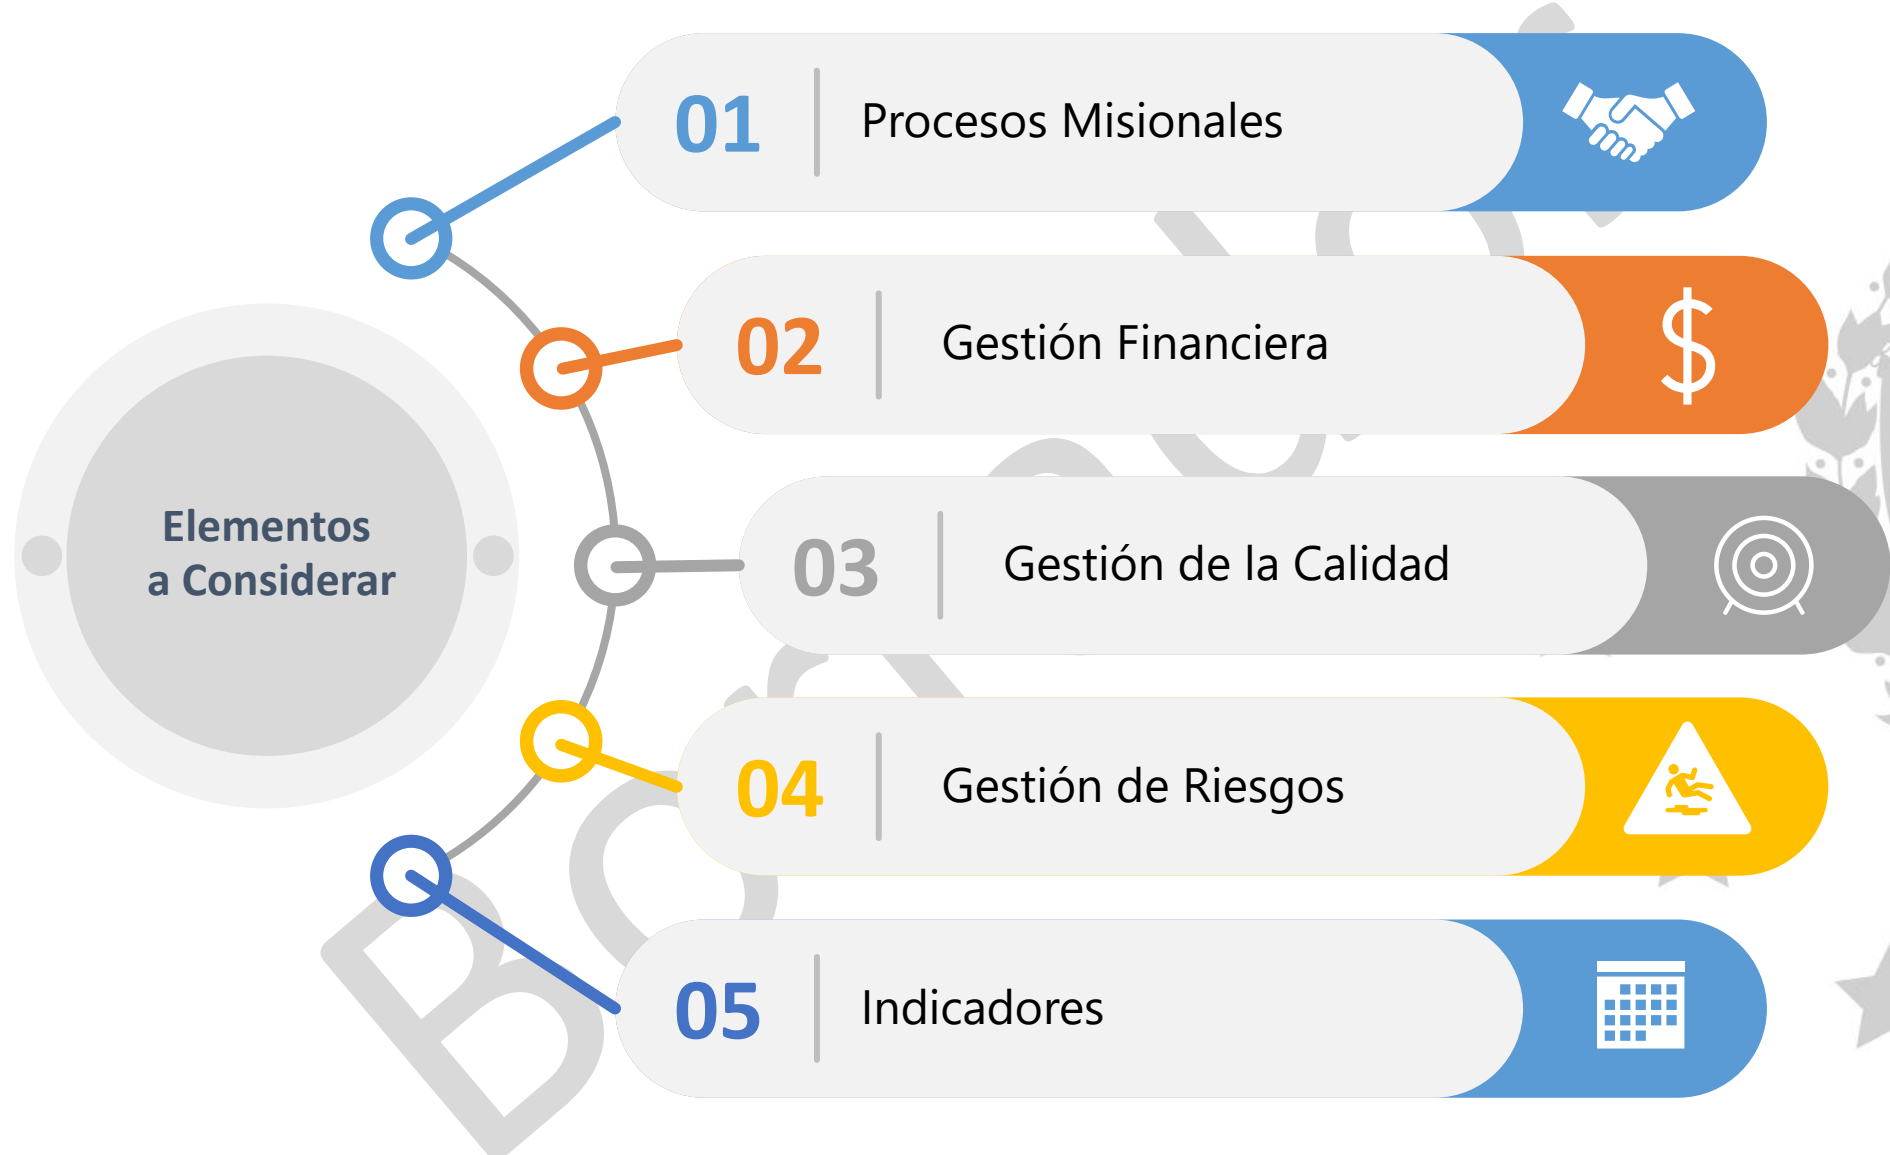 Elementos
a Considerar
01 Procesos Misionales
02 Gestión Financiera
03 Gestión de la Calidad
04 Gestión de Riesgos
05 Indicadores